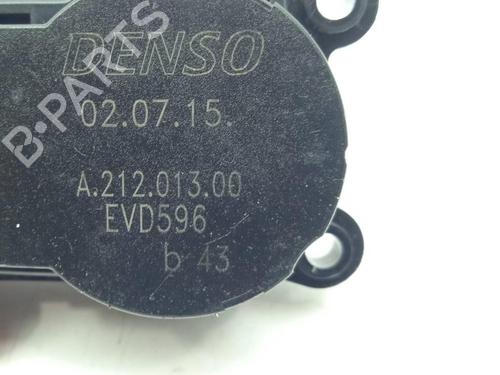 DENSO
02.07.15.
A.212.013.00
EVD596
b 43
B-PARTS